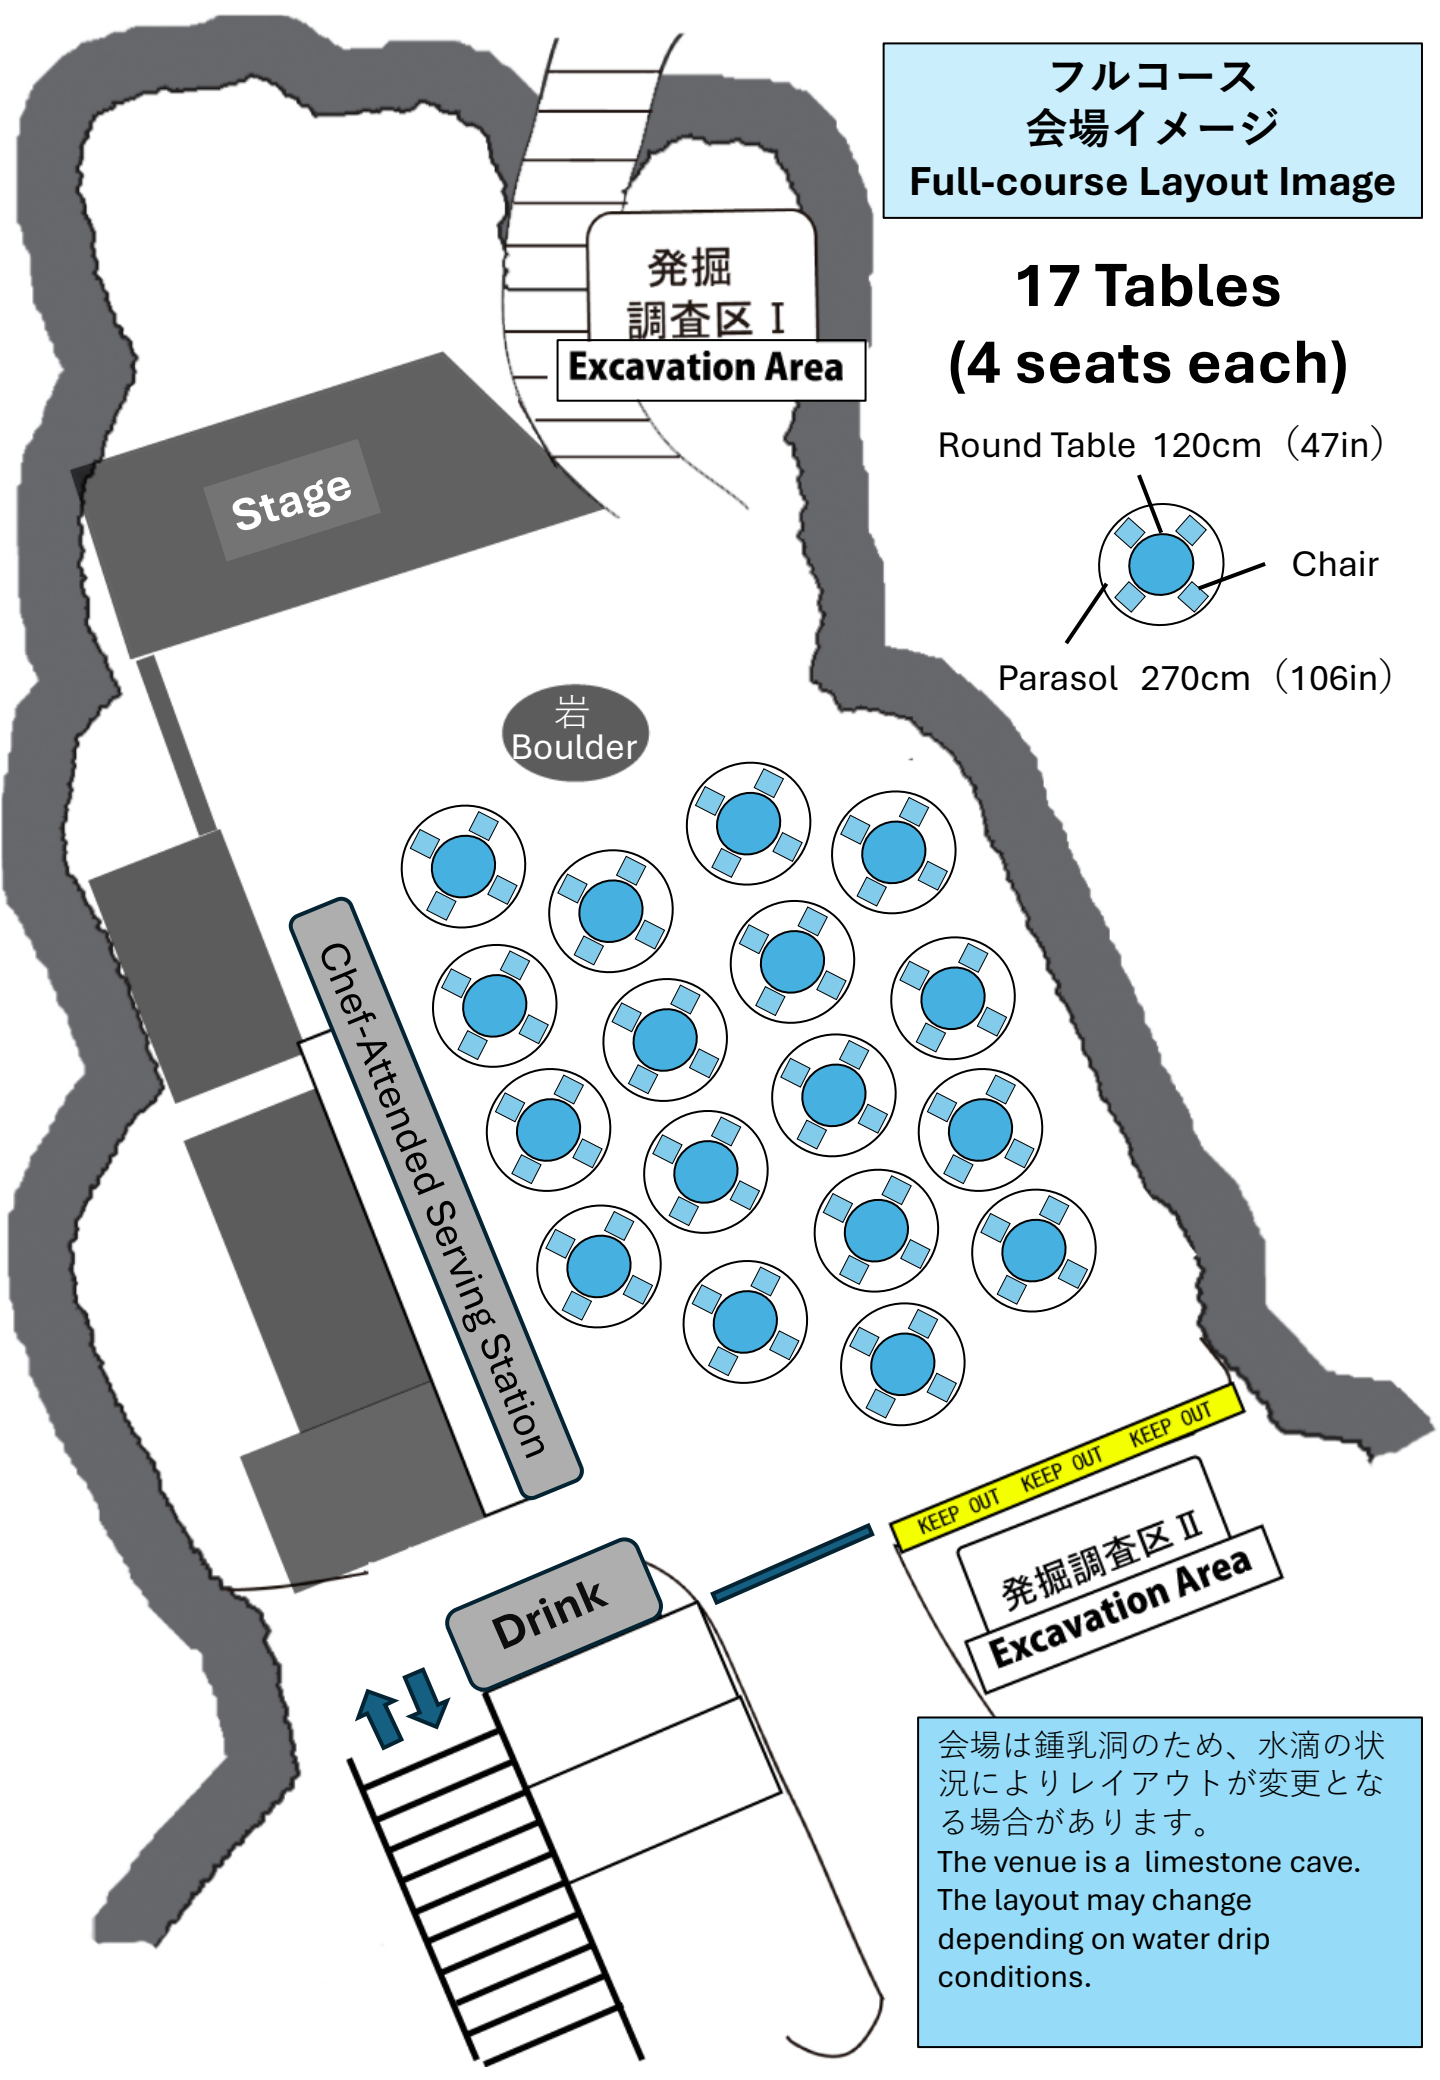 フルコース
会場イメージ
Full-course Layout Image
17 Tables
(4 seats each)
Round Table 120cm（47in）
Chair
Parasol 270cm（106in）
発掘
調査区 I
Excavation Area
Stage
岩
Boulder
Chef-Attended Serving Station
KEEP OUT KEEP OUT KEEP OUT
発掘調査区 II
Excavation Area
Drink
会場は鍾乳洞のため、水滴の状
況によりレイアウトが変更とな
る場合があります。
The venue is a limestone cave.
The layout may change
depending on water drip
conditions.